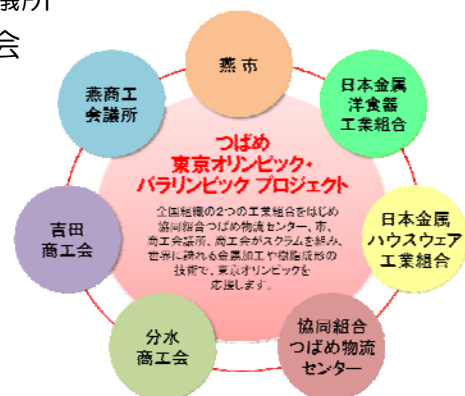 議所
会
燕市
燕商工
会議所
日本金属
洋食器
工業組合
つばめ
東京オリンピック・
パラリンピック プロジェクト
全国組織の2つの工業組合をはじめ
協同組合つばめ物流センター、市、
商工会議所、商工会がスクラムを組み、
世界に誇れる金属加工や樹脂成形の
技術で、東京オリンピックを
応援します。
吉田
商工会
日本金属
ハウスウェア
工業組合
分水
商工会
協同組合
つばめ物流
センター